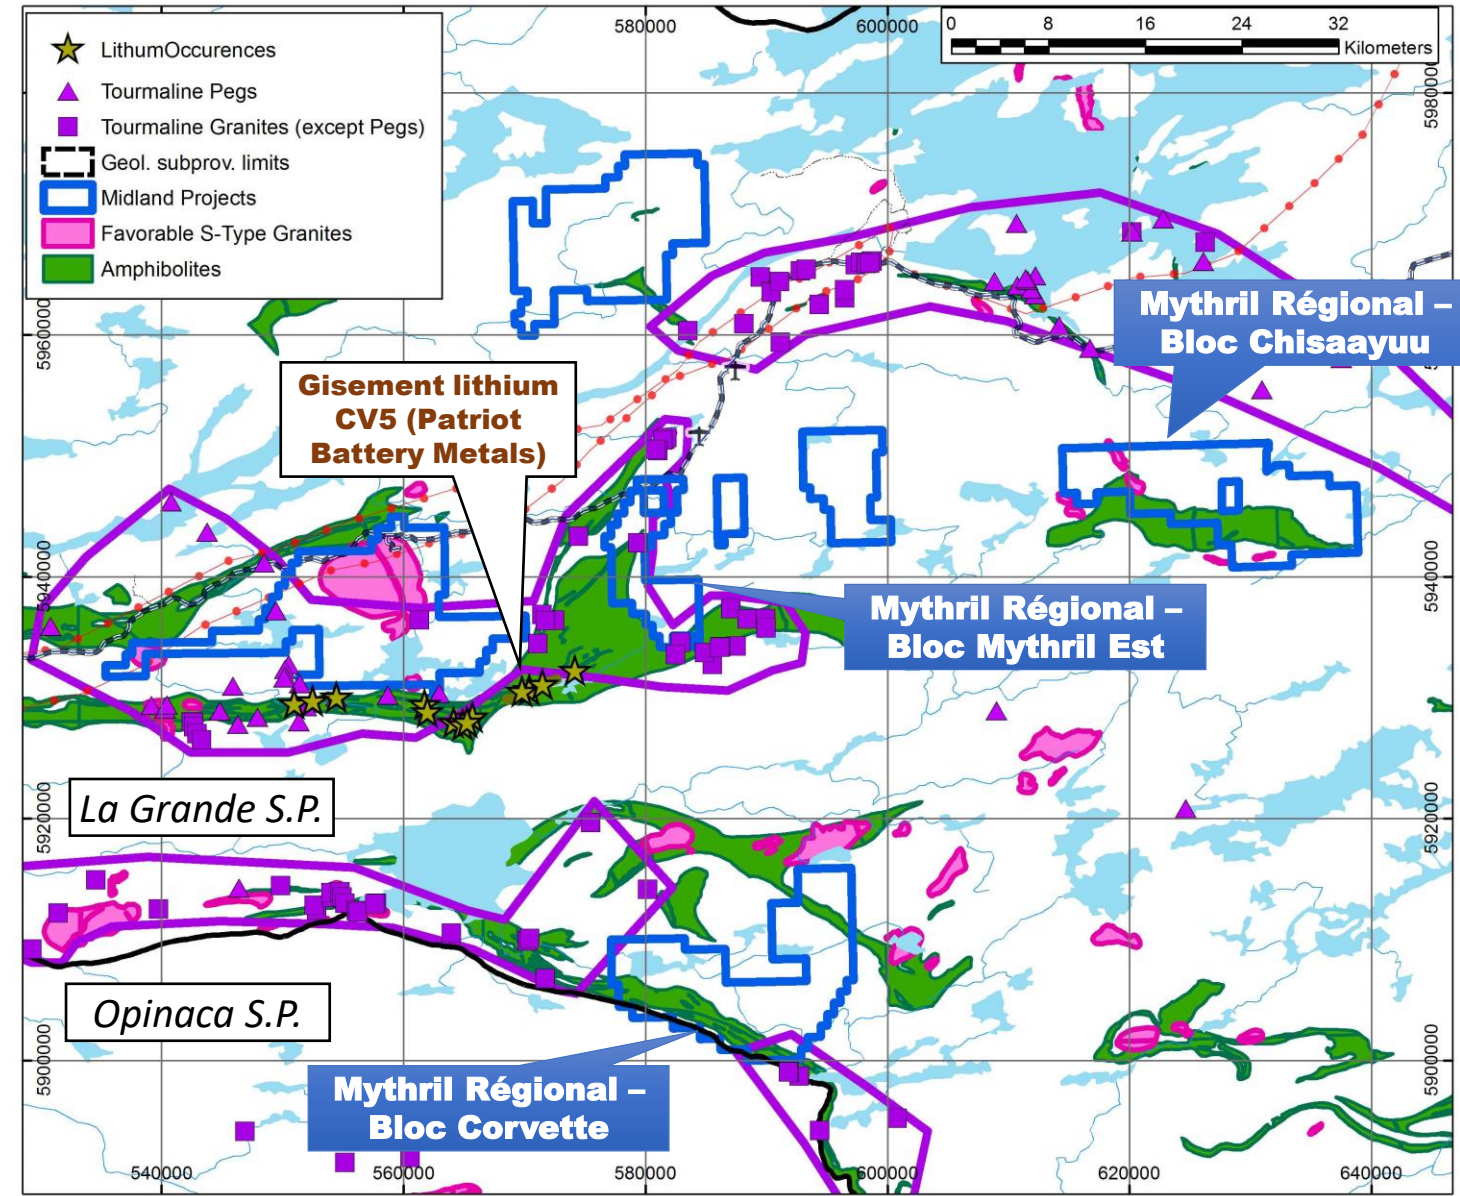 580000
600000
0
8
16
24
32
Kilometers
LithumOccurences
Tourmaline Pegs
Tourmaline Granites (except Pegs)
Geol. subprov. limits
Midland Projects
Favorable S-Type Granites
Amphibolites
5980000
5960000
Mythril Régional –
Bloc Chisaayuu
Gisement lithium
CV5 (Patriot
Battery Metals)
5940000
5940000
Mythril Régional –
Bloc Mythril Est
La Grande S.P.
5920000
5920000
Opinaca S.P.
5900000
5900000
Mythril Régional –
Bloc Corvette
540000
560000
580000
600000
620000
640000